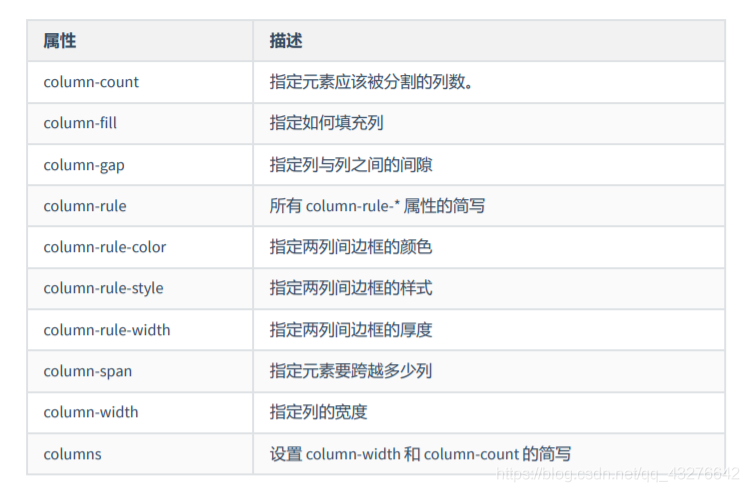 属性 描述
column-count 指定元素应该被分割的列数。
column-fill 指定如何填充列
column-gap 指定列与列之间的间隙
column-rule 所有 column-rule-* 属性的简写
column-rule-color 指定两列间边框的颜色
column-rule-style 指定两列间边框的样式
column-rule-width 指定两列间边框的厚度
column-span 指定元素要跨越多少列
column-width 指定列的宽度
columns 设置 column-width 和 column-count 的简写
https://blog.csdn.net/qq_43276642